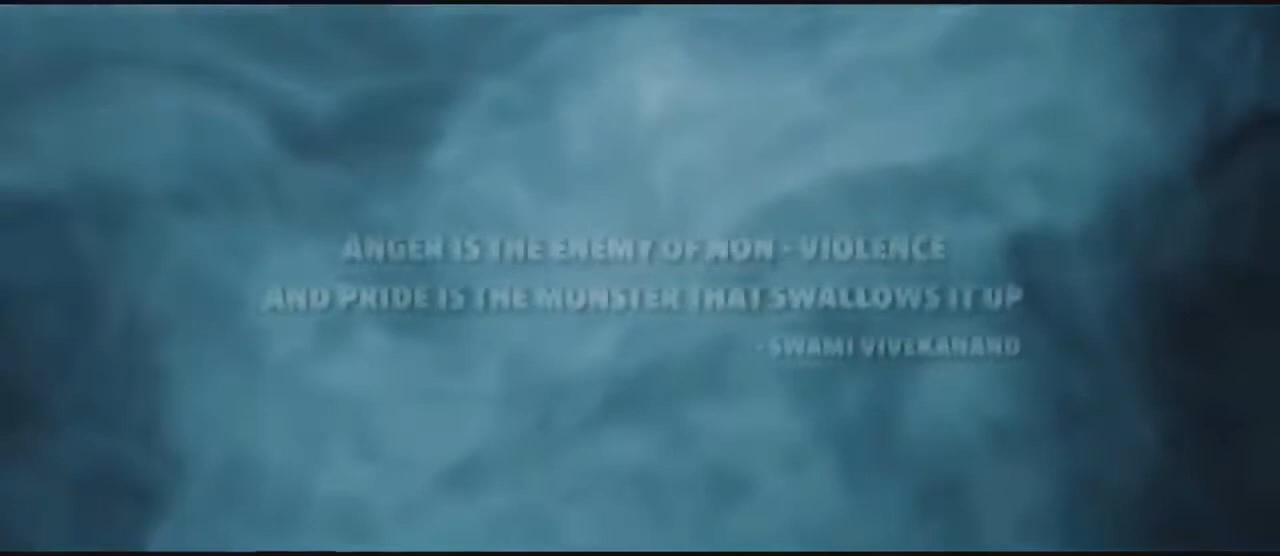 ANGER IS THE ENEMY OF NON - VIOLENCE
AND PRIDE IS THE MONSTER THAT SWALLOWS IT UP
- SWAMI VIVEKANAND